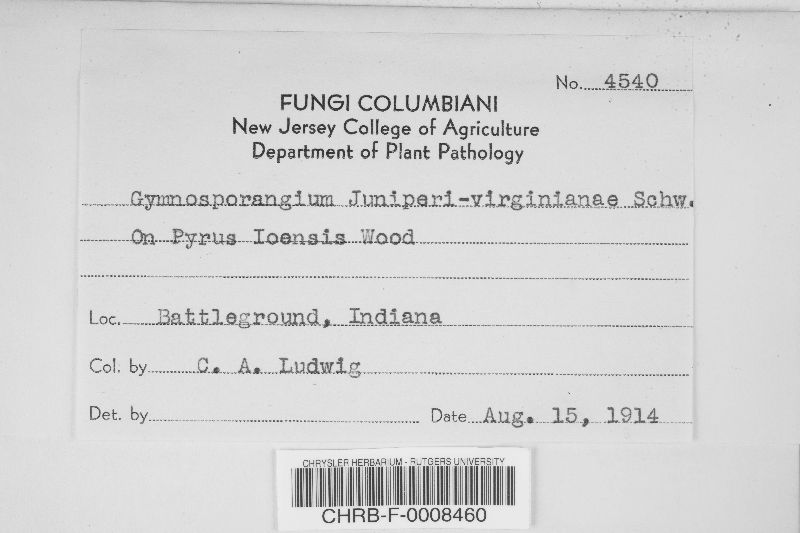 No. 4540
FUNGI COLUMBIANI
New Jersey College of Agriculture
Department of Plant Pathology
Gymnosporangium Juniperi-virginianae Schw.
On Pyrus Ioensis Wood
Loc. Battleground, Indiana
Col. by C. A. Ludwig
Det. by Date Aug. 15, 1914
CHRYSLER HERBARIUM - RUTGERS UNIVERSITY
CHRB-F-0008460